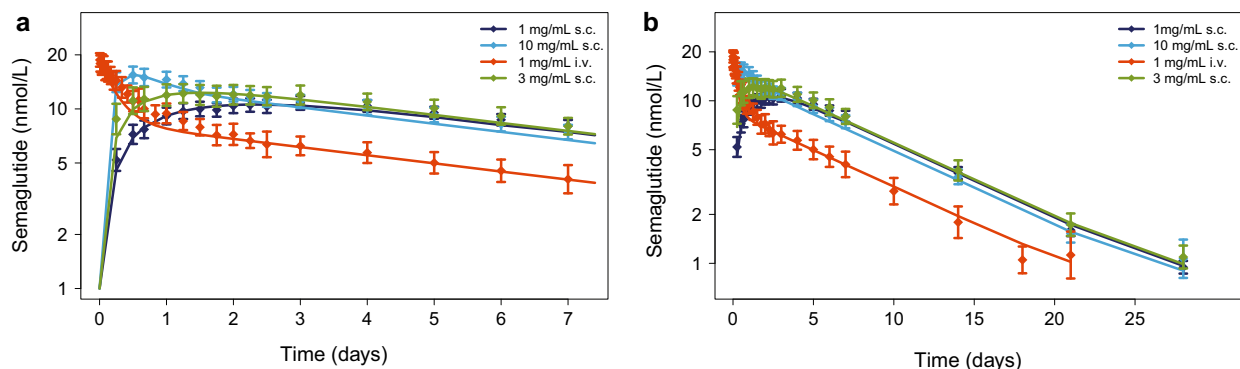 a
1 mg/mL s.c.
10 mg/mL s.c.
1 mg/mL i.v.
3 mg/mL s.c.
Semaglutide (nmol/L)
20
10
5
2
1
0 1 2 3 4 5 6 7
Time (days)
b
1mg/mL s.c.
10 mg/mL s.c.
1 mg/mL i.v.
3 mg/mL s.c.
Semaglutide (nmol/L)
20
10
5
2
1
0 5 10 15 20 25
Time (days)